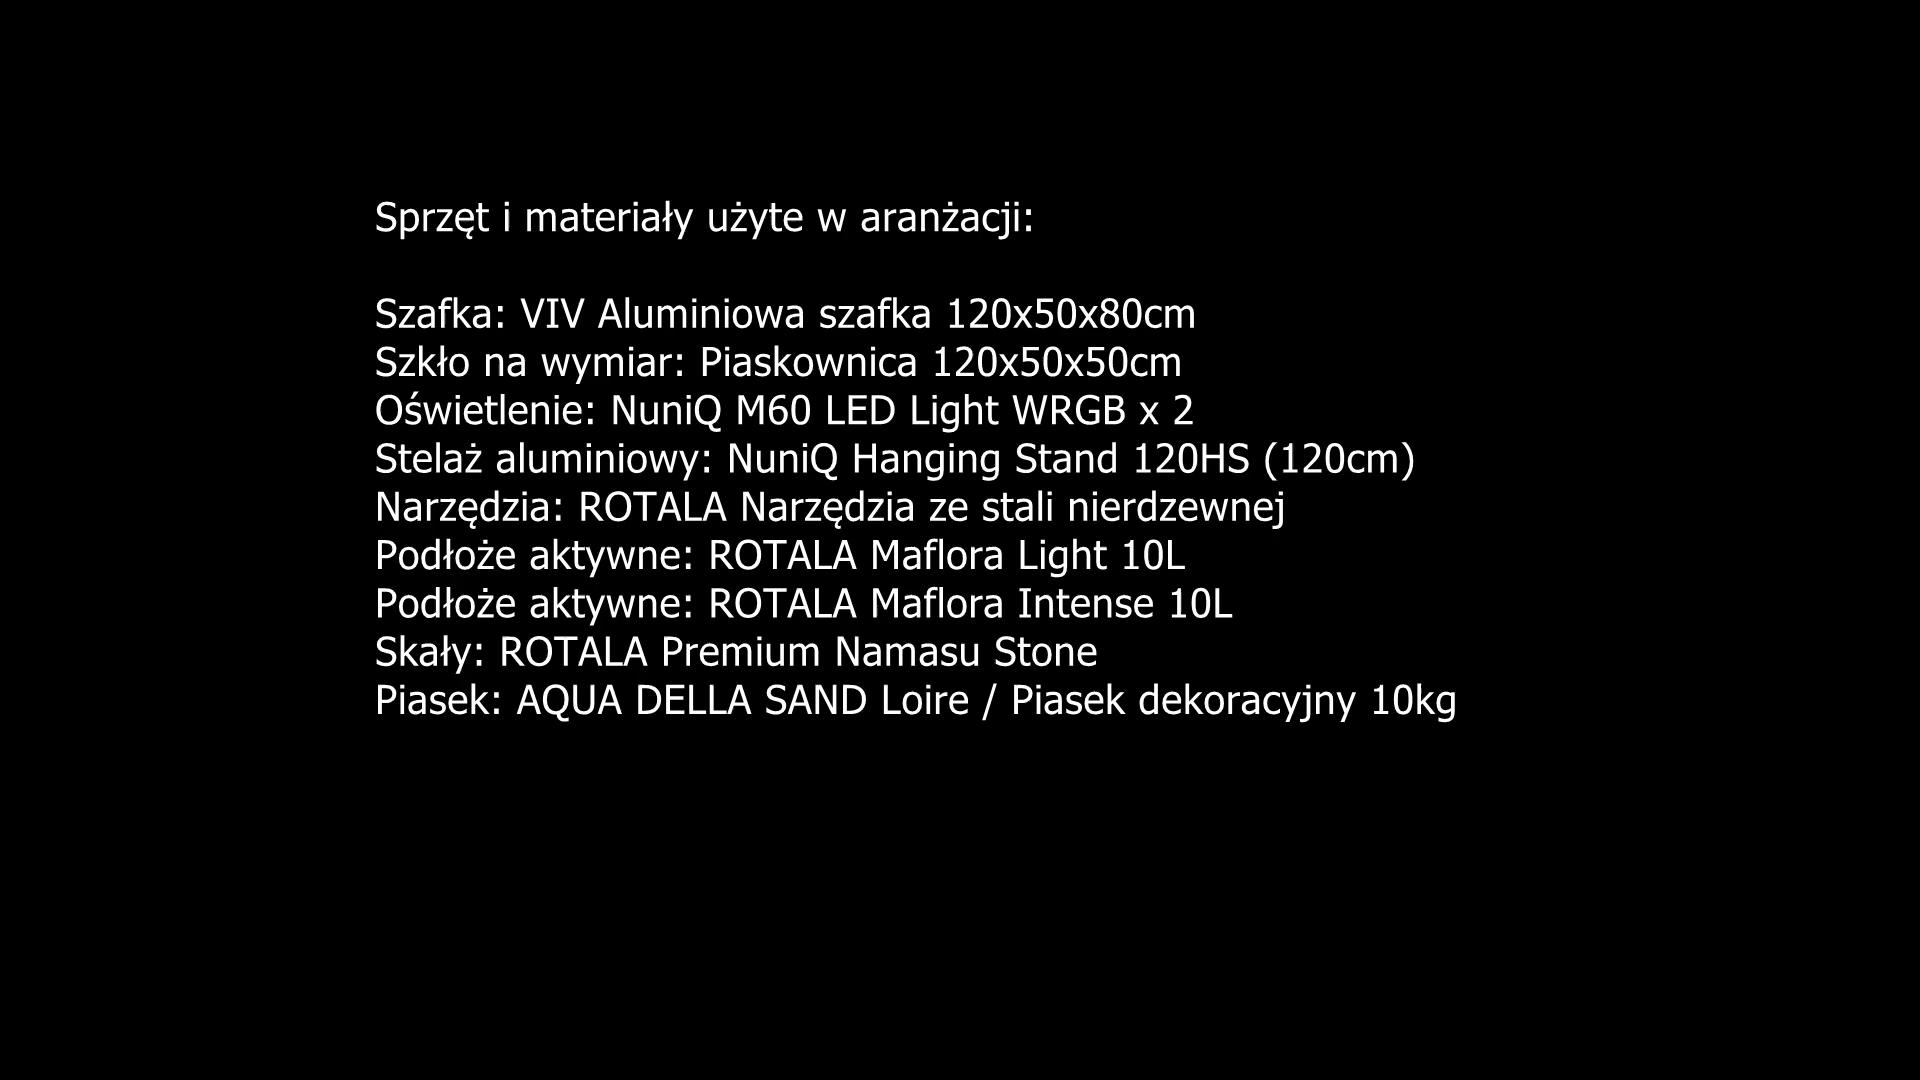 Sprzęt i materiały użyte w aranżacji:
Szafka: VIV Aluminiowa szafka 120x50x80cm
Szkło na wymiar: Piaskownica 120x50x50cm
Oświetlenie: NuniQ M60 LED Light WRGB x 2
Stelaż aluminiowy: NuniQ Hanging Stand 120HS (120cm)
Narzędzia: ROTALA Narzędzia ze stali nierdzewnej
Podłoże aktywne: ROTALA Maflora Light 10L
Podłoże aktywne: ROTALA Maflora Intense 10L
Skały: ROTALA Premium Namasu Stone
Piasek: AQUA DELLA SAND Loire / Piasek dekoracyjny 10kg